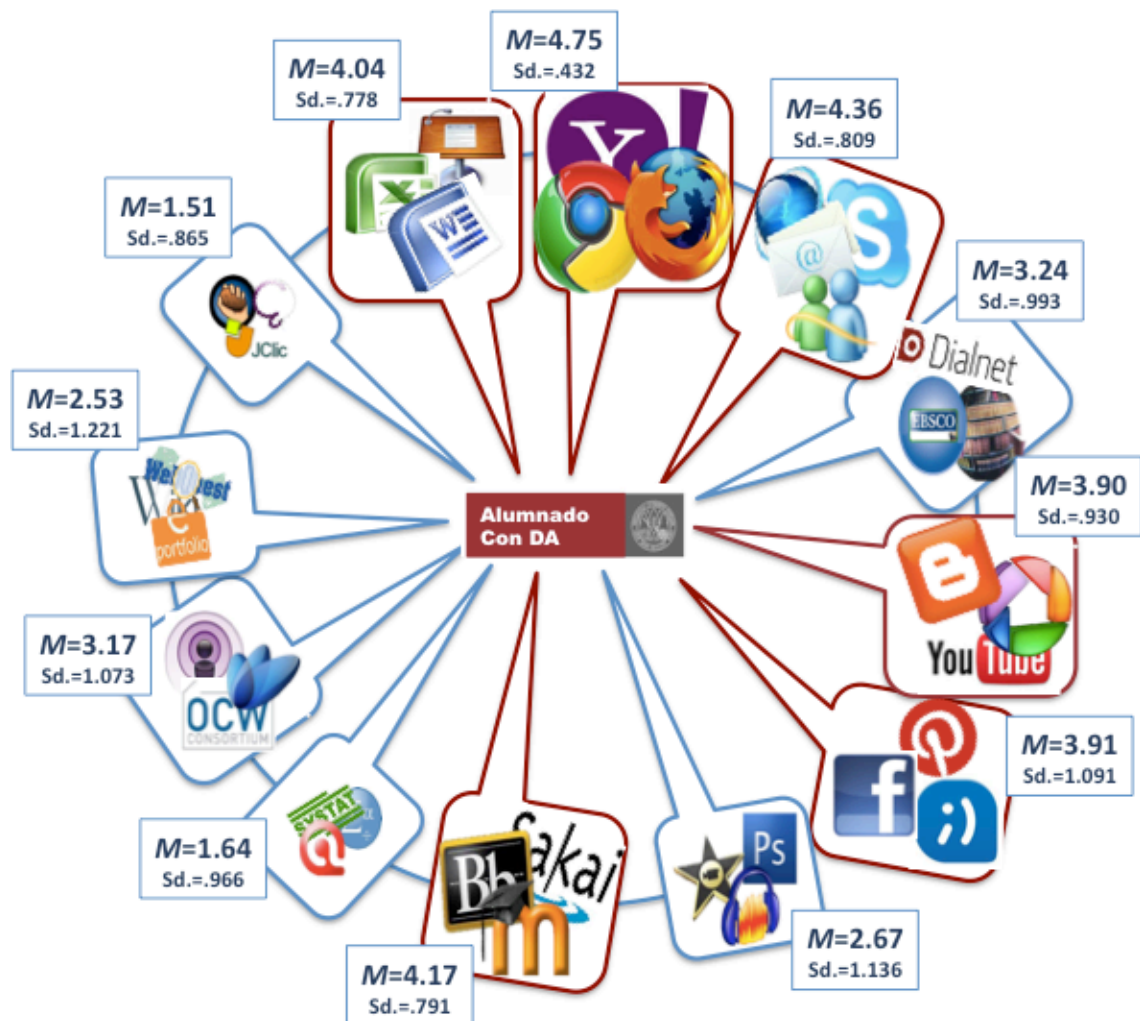 M=4.04
Sd.=.778
M=4.75
Sd.=.432
M=4.36
Sd.=.809
M=1.51
Sd.=.865
JClic
M=3.24
Sd.=.993
Dialnet
EBSCO
M=2.53
Sd.=1.221
WebQuest
W
e
portfolio
M=3.90
Sd.=.930
You Tube
Alumnado
Con DA
M=3.17
Sd.=1.073
OCW
CONSORTIUM
M=3.91
Sd.=1.091
M=1.64
Sd.=.966
SYSTAT
M=4.17
Sd.=.791
Bb
sakai
m
Ps
M=2.67
Sd.=1.136